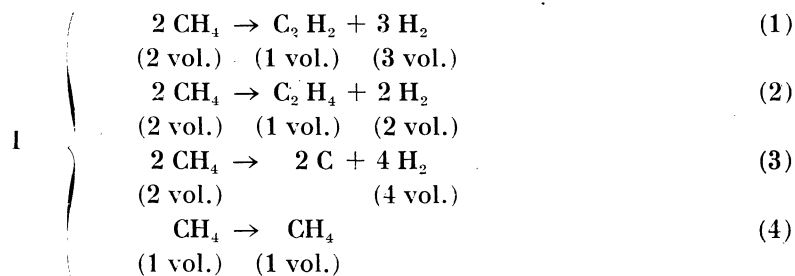 2 CH₄ → C₂ H₂ + 3 H₂ (1)
(2 vol.) (1 vol.) (3 vol.)
2 CH₄ → C₂ H₄ + 2 H₂ (2)
(2 vol.) (1 vol.) (2 vol.)
I
2 CH₄ → 2 C + 4 H₂ (3)
(2 vol.) (4 vol.)
CH₄ → CH₄ (4)
(1 vol.) (1 vol.)